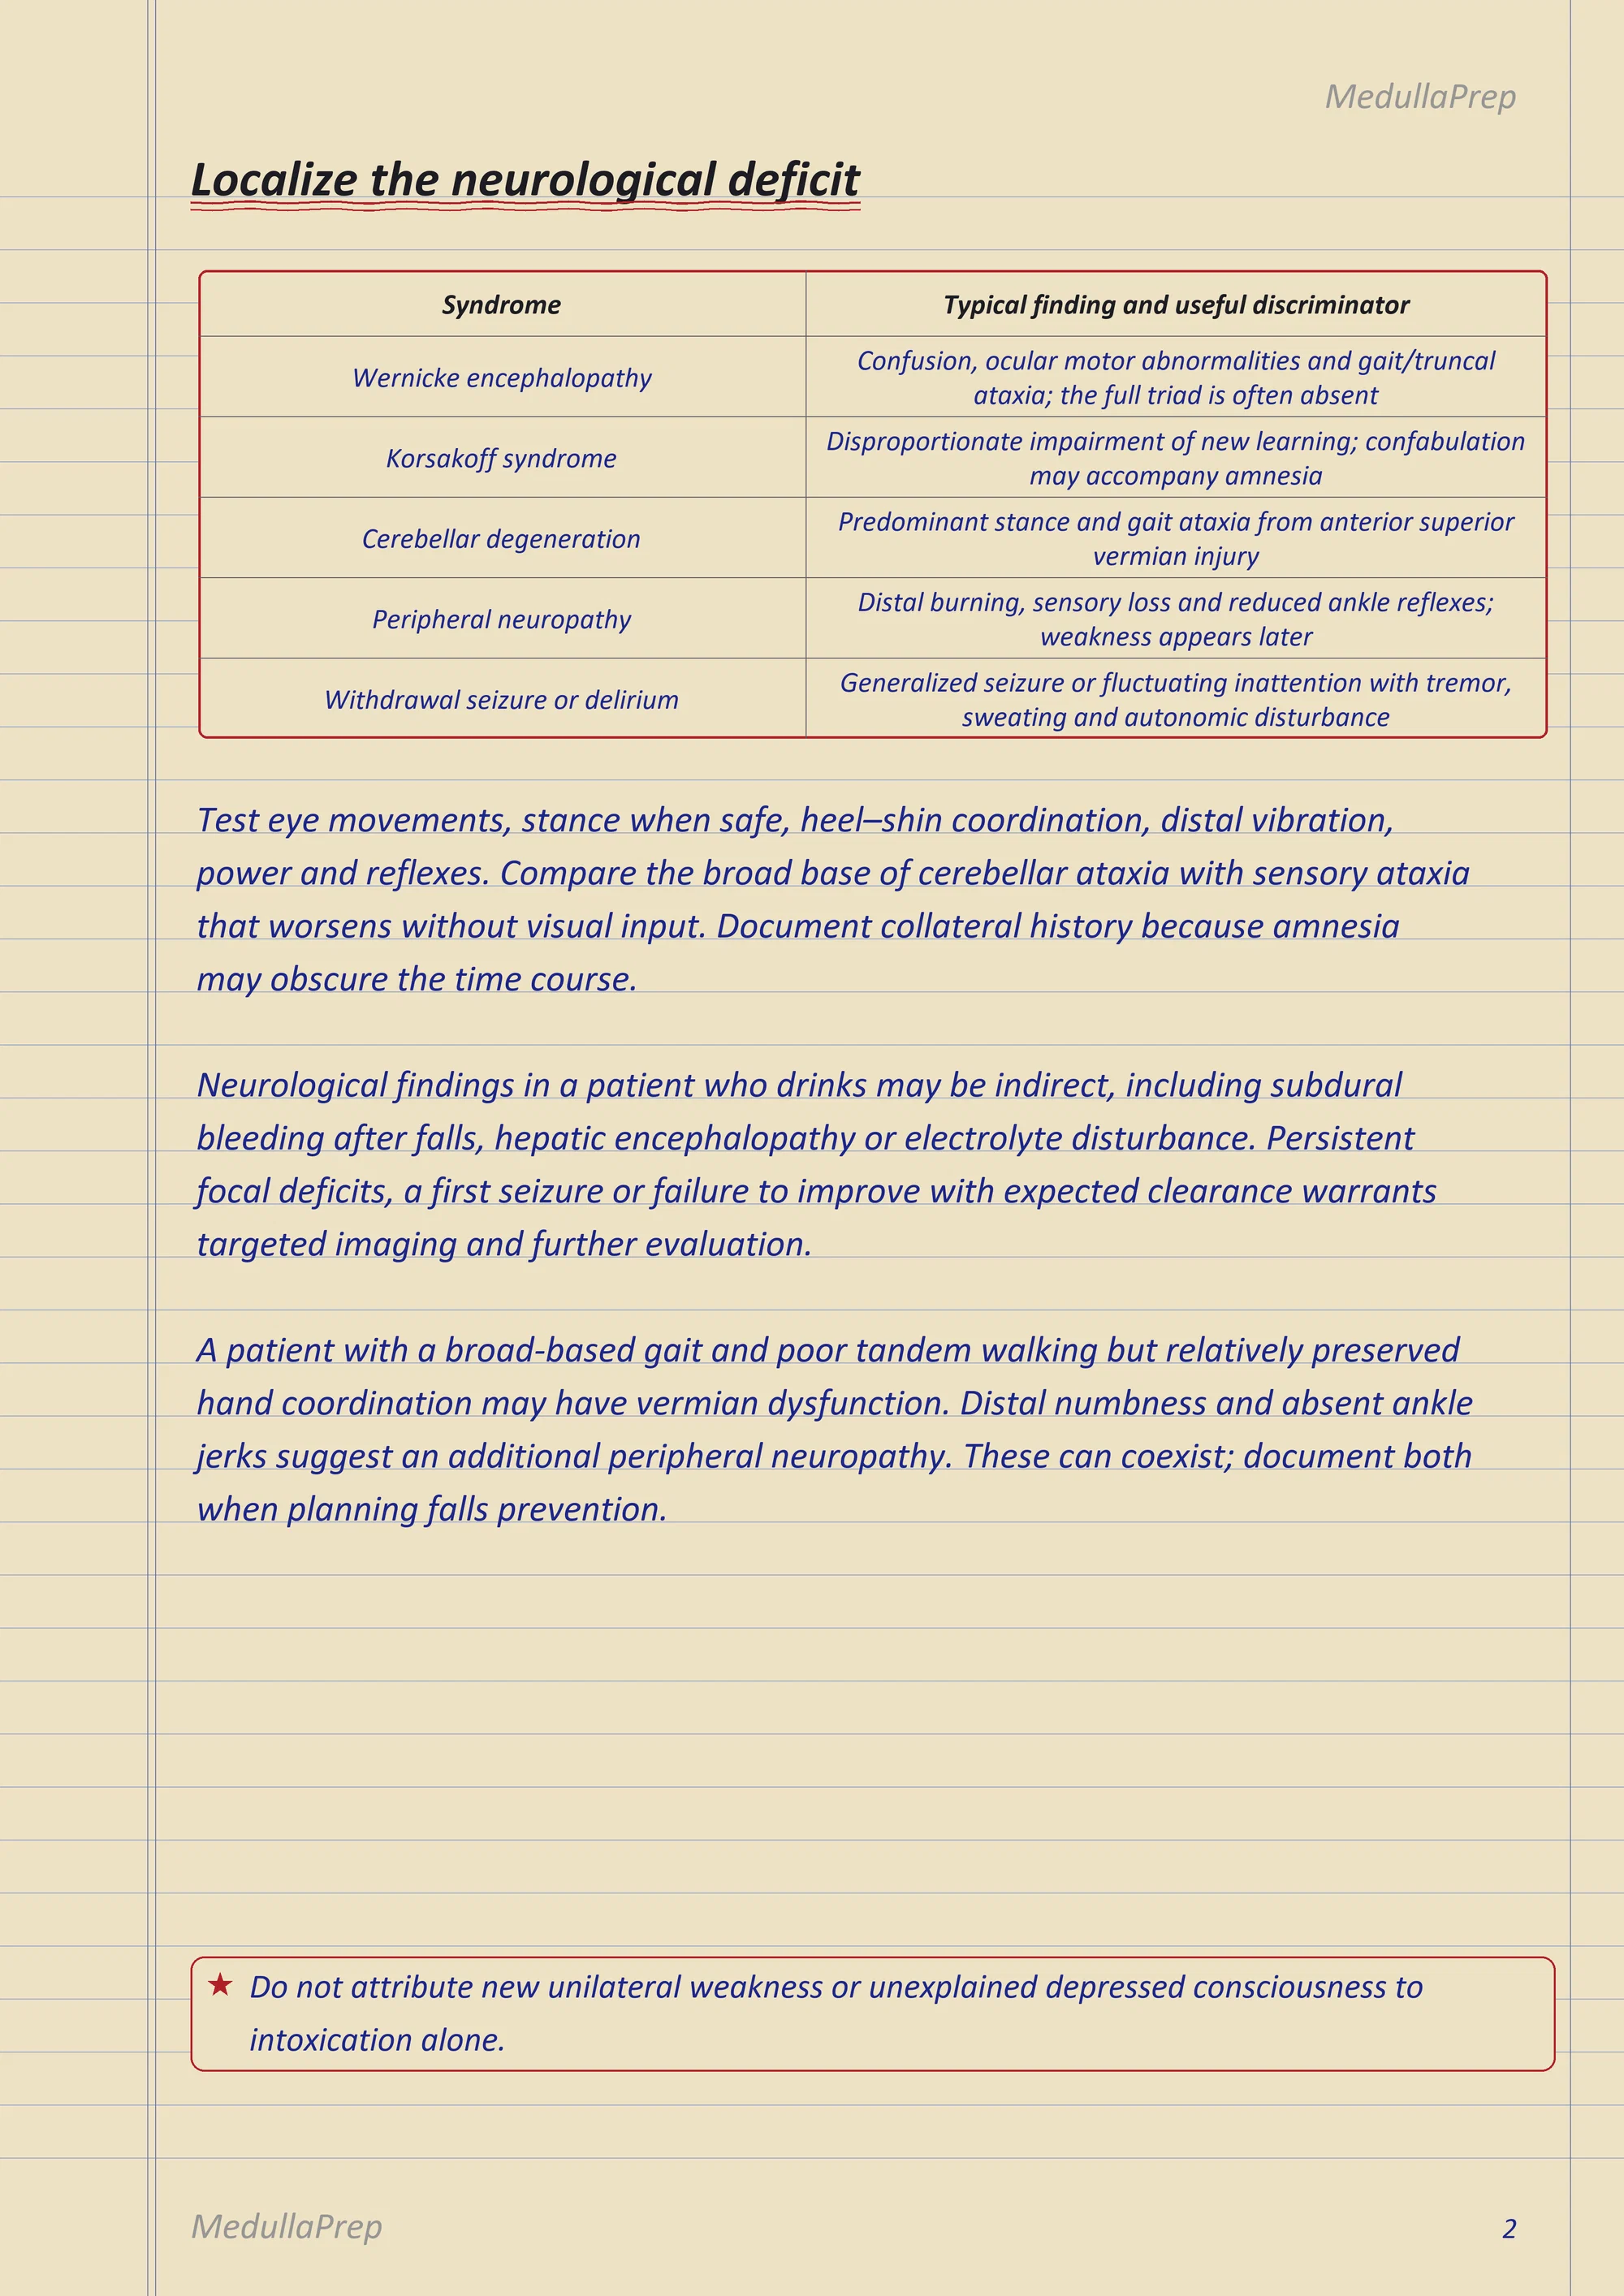 MedullaPrep
Localize the neurological deficit
Syndrome
Typical finding and useful discriminator
Wernicke encephalopathy
Confusion, ocular motor abnormalities and gait/truncal
ataxia; the full triad is often absent
Korsakoff syndrome
Disproportionate impairment of new learning; confabulation
may accompany amnesia
Cerebellar degeneration
Predominant stance and gait ataxia from anterior superior
vermian injury
Peripheral neuropathy
Distal burning, sensory loss and reduced ankle reflexes;
weakness appears later
Withdrawal seizure or delirium
Generalized seizure or fluctuating inattention with tremor,
sweating and autonomic disturbance
Test eye movements, stance when safe, heel–shin coordination, distal vibration,
power and reflexes. Compare the broad base of cerebellar ataxia with sensory ataxia
that worsens without visual input. Document collateral history because amnesia
may obscure the time course.
Neurological findings in a patient who drinks may be indirect, including subdural
bleeding after falls, hepatic encephalopathy or electrolyte disturbance. Persistent
focal deficits, a first seizure or failure to improve with expected clearance warrants
targeted imaging and further evaluation.
A patient with a broad-based gait and poor tandem walking but relatively preserved
hand coordination may have vermian dysfunction. Distal numbness and absent ankle
jerks suggest an additional peripheral neuropathy. These can coexist; document both
when planning falls prevention.
★ Do not attribute new unilateral weakness or unexplained depressed consciousness to
intoxication alone.
MedullaPrep
2